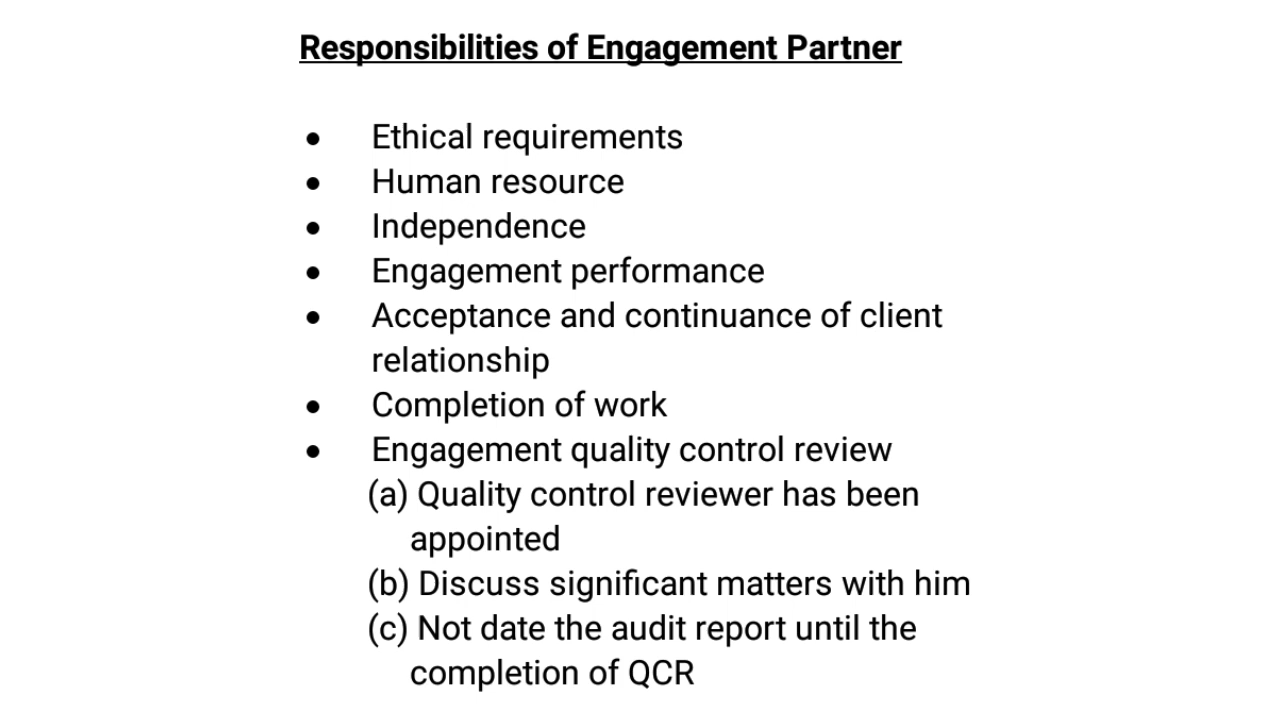 Responsibilities of Engagement Partner
• Ethical requirements
• Human resource
• Independence
• Engagement performance
• Acceptance and continuance of client
relationship
• Completion of work
• Engagement quality control review
(a) Quality control reviewer has been
appointed
(b) Discuss significant matters with him
(c) Not date the audit report until the
completion of QCR